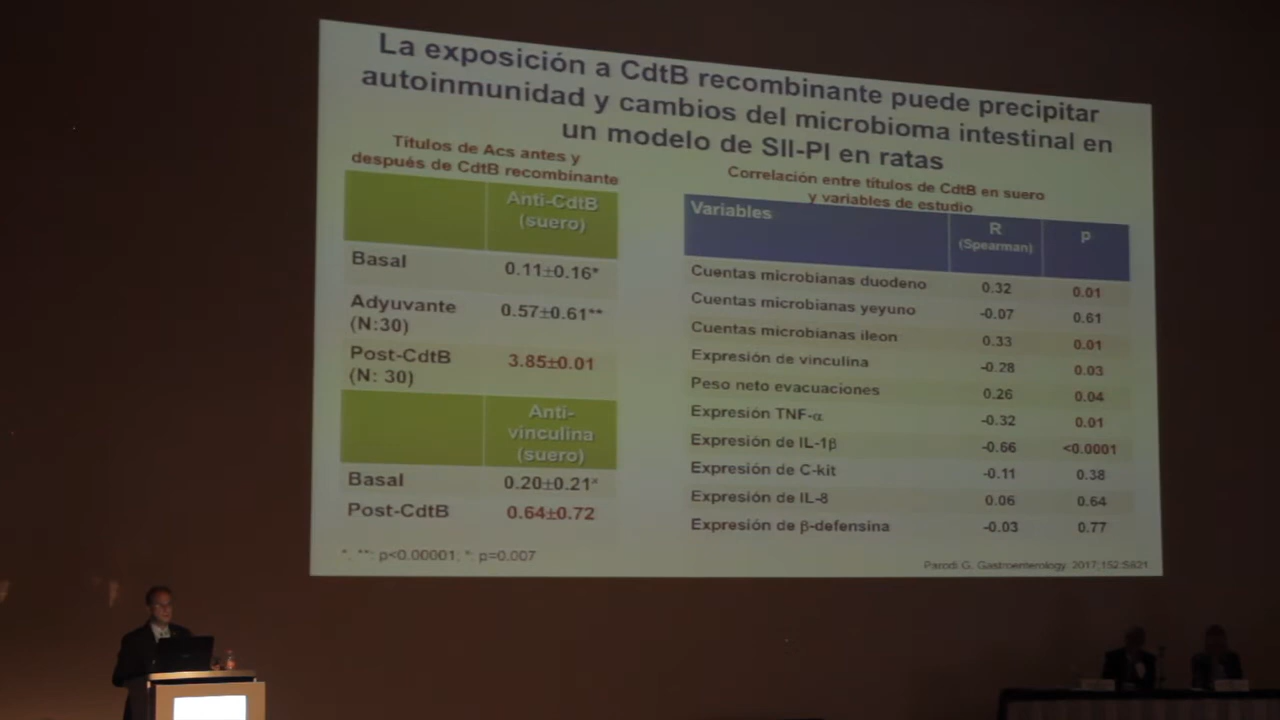 La exposición a CdtB recombinante puede precipitar
autoinmunidad y cambios del microbioma intestinal en
un modelo de SII-PI en ratas
Títulos de Acs antes y
después de CdtB recombinante
Anti-CdtB
(suero)
Basal 0.11±0.16*
Adyuvante
(N:30) 0.57±0.61**
Post-CdtB
(N: 30) 3.85±0.01
Anti-
vinculina
(suero)
Basal 0.20±0.21*
Post-CdtB 0.64±0.72
*, **: p<0.00001; *: p=0.007
Correlación entre títulos de CdtB en suero
y variables de estudio
Variables R (Spearman) p
Cuentas microbianas duodeno 0.32 0.01
Cuentas microbianas yeyuno -0.07 0.61
Cuentas microbianas ileon 0.33 0.01
Expresión de vinculina -0.28 0.03
Peso neto evacuaciones 0.26 0.04
Expresión TNF-α -0.32 0.01
Expresión de IL-1β -0.66 <0.0001
Expresión de C-kit -0.11 0.38
Expresión de IL-8 0.06 0.64
Expresión de β-defensina -0.03 0.77
Parodi G. Gastroenterology. 2017;152:S621